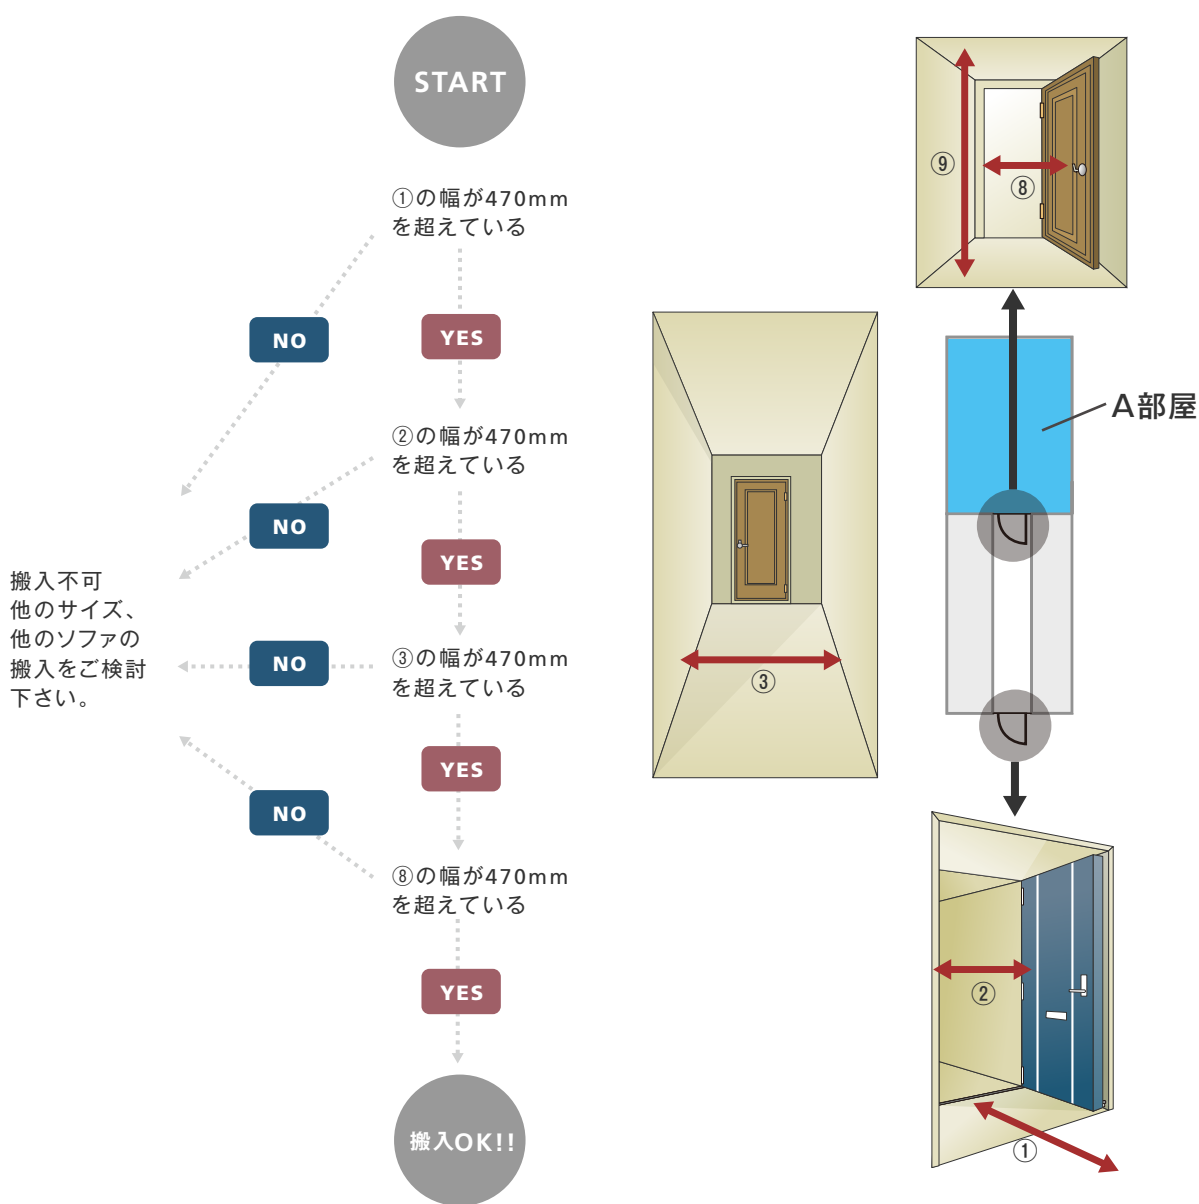 START
①の幅が470mm
を超えている
NO
YES
②の幅が470mm
を超えている
NO
YES
搬入不可
他のサイズ、
他のソファの
搬入をご検討
下さい。
③の幅が470mm
を超えている
NO
YES
⑧の幅が470mm
を超えている
NO
YES
搬入OK!!
③
⑨
⑧
A部屋
②
①